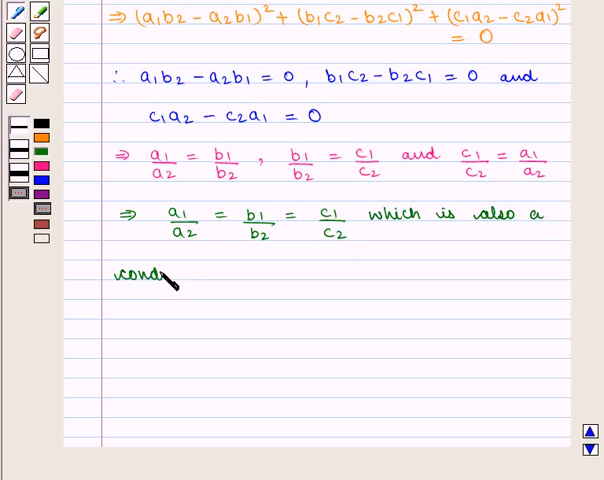 ⇒ (a₁b₂ – a₂b₁)² + (b₁c₂ – b₂c₁)² + (c₁a₂ – c₂a₁)²
= 0
∴ a₁b₂ – a₂b₁ = 0, b₁c₂ – b₂c₁ = 0 and
c₁a₂ – c₂a₁ = 0
⇒ a₁/a₂ = b₁/b₂, b₁/b₂ = c₁/c₂ and c₁/c₂ = a₁/a₂
⇒ a₁/a₂ = b₁/b₂ = c₁/c₂ which is also a
cond